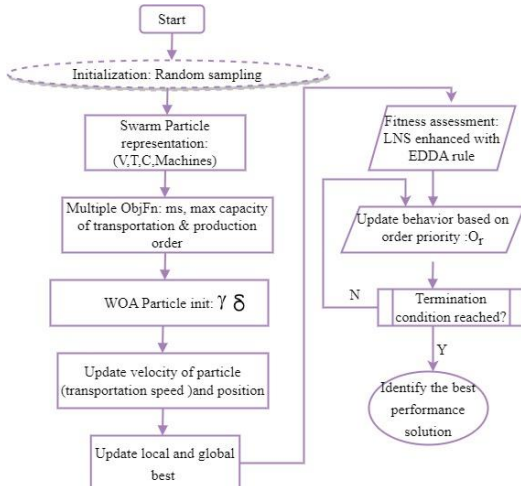 Start
Initialization: Random sampling
Swarm Particle
representation:
(V,T,C,Machines)
Multiple ObjFn: ms, max capacity
of transportation & production
order
WOA Particle init: γ δ
Update velocity of particle
(transportation speed )and position
Update local and global
best
Fitness assessment:
LNS enhanced with
EDDA rule
Update behavior based on
order priority :Or
N
Termination
condition reached?
Y
Identify the best
performance
solution